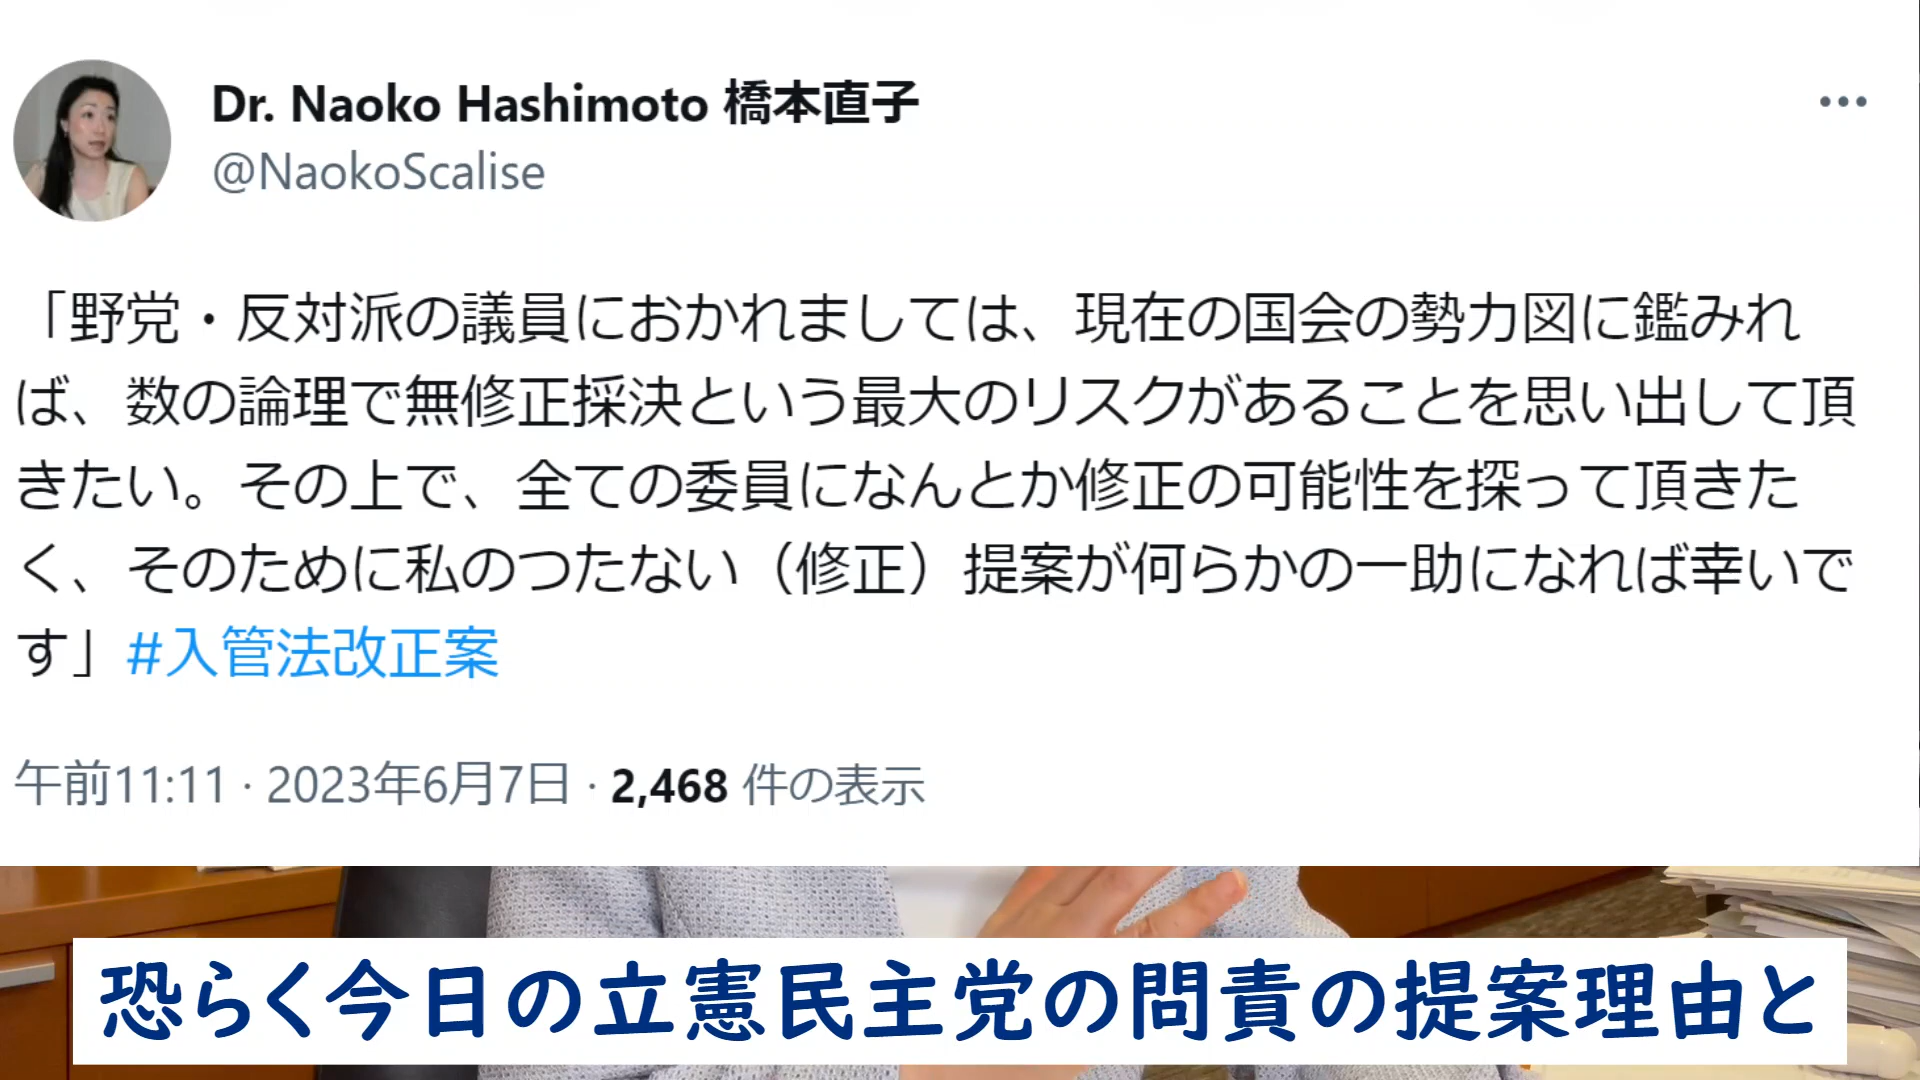 Dr. Naoko Hashimoto 橋本直子
@NaokoScalise
「野党・反対派の議員におかれましては、現在の国会の勢力図に鑑みれ
ば、数の論理で無修正採決という最大のリスクがあることを思い出して頂
きたい。その上で、全ての委員になんとか修正の可能性を探って頂きた
く、そのために私のつたない（修正）提案が何らかの一助になれば幸いで
す」#入管法改正案
午前11:11 · 2023年6月7日 · 2,468 件の表示
恐らく今日の立憲民主党の問責の提案理由と